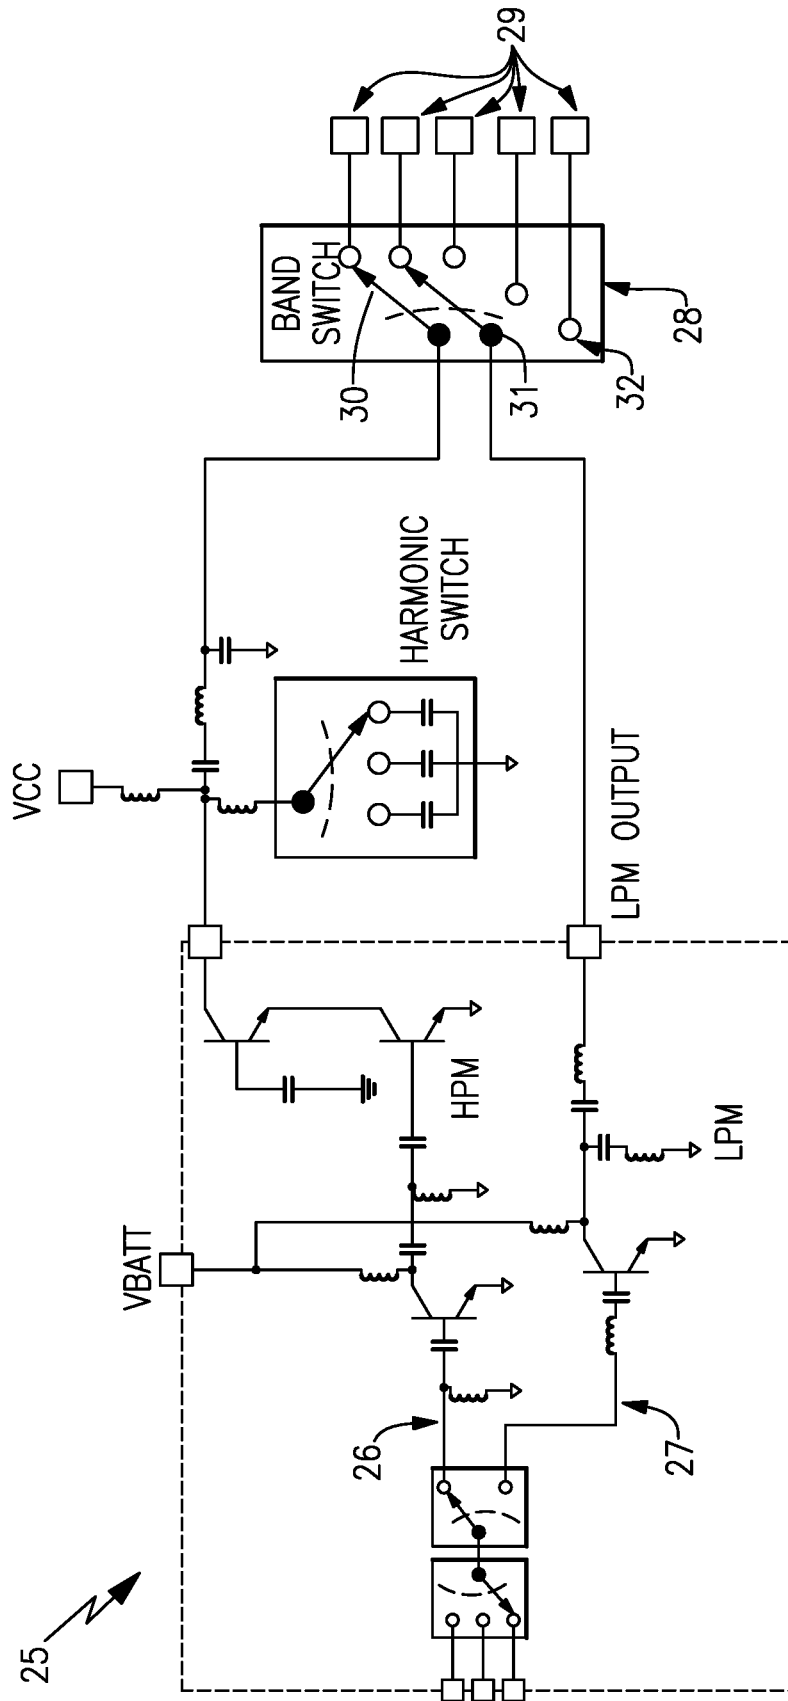 25
VBATT
VCC
26
27
HPM
LPM
LPM OUTPUT
HARMONIC
SWITCH
BAND
SWITCH
30
31
32
28
29